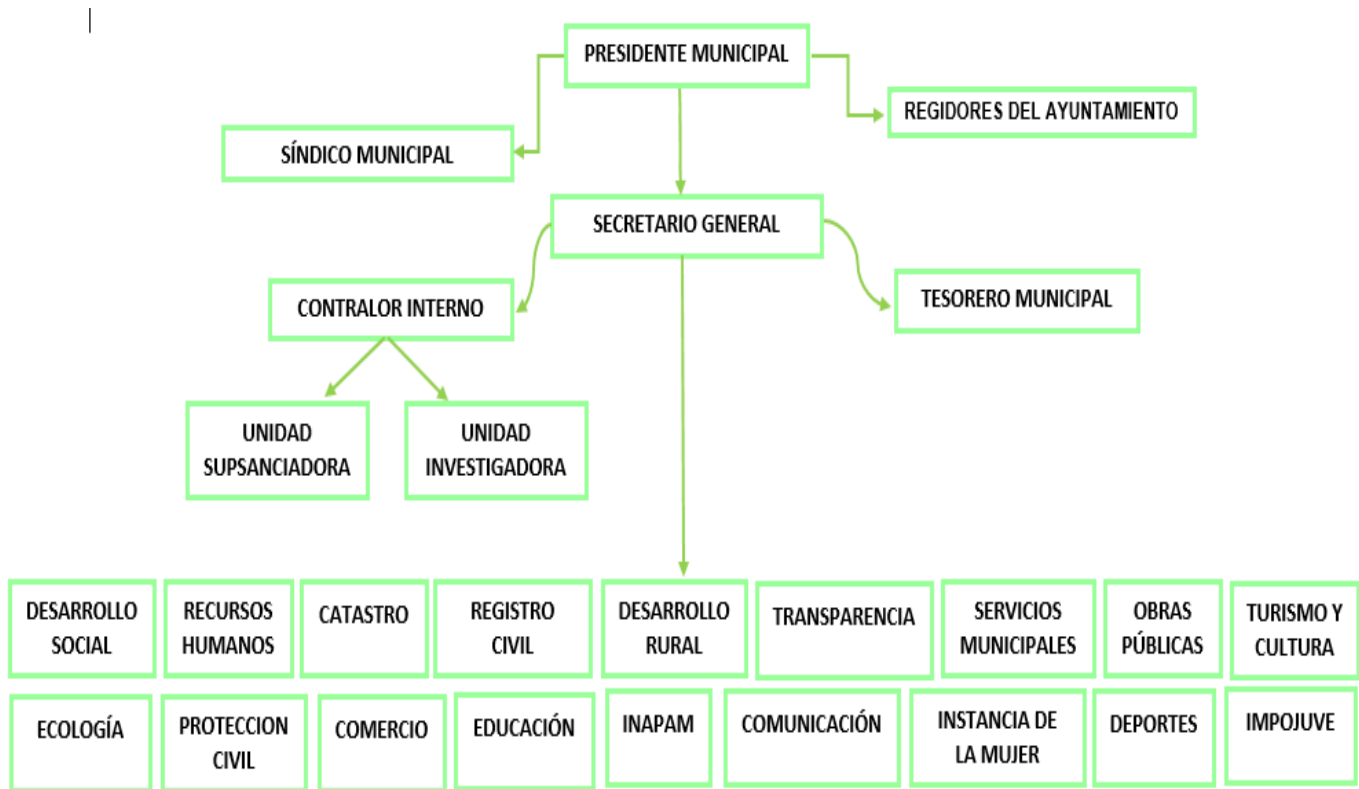 PRESIDENTE MUNICIPAL
REGIDORES DEL AYUNTAMIENTO
SÍNDICO MUNICIPAL
SECRETARIO GENERAL
CONTRALOR INTERNO
TESORERO MUNICIPAL
UNIDAD
SUPSANCIADORA
UNIDAD
INVESTIGADORA
DESARROLLO
SOCIAL
RECURSOS
HUMANOS
CATASTRO
REGISTRO
CIVIL
DESARROLLO
RURAL
TRANSPARENCIA
SERVICIOS
MUNICIPALES
OBRAS
PÚBLICAS
TURISMO Y
CULTURA
ECOLOGÍA
PROTECCION
CIVIL
COMERCIO
EDUCACIÓN
INAPAM
COMUNICACIÓN
INSTANCIA DE
LA MUJER
DEPORTES
IMPOJUVE